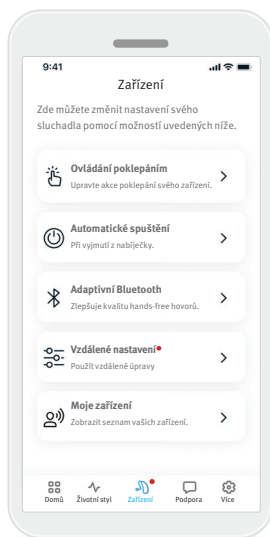 9:41
Zařízení
Zde můžete změnit nastavení svého
sluchadla pomocí možností uvedených níže.
Ovládání poklepáním
Upravte akce poklepání svého zařízení.
Automatické spuštění
Při vyjmutí z nabíječky.
Adaptivní Bluetooth
Zlepšuje kvalitu hands-free hovorů.
Vzdálené nastavení
Použít vzdálené úpravy
Moje zařízení
Zobrazit seznam vašich zařízení.
Domů Životní styl Zařízení Podpora Více